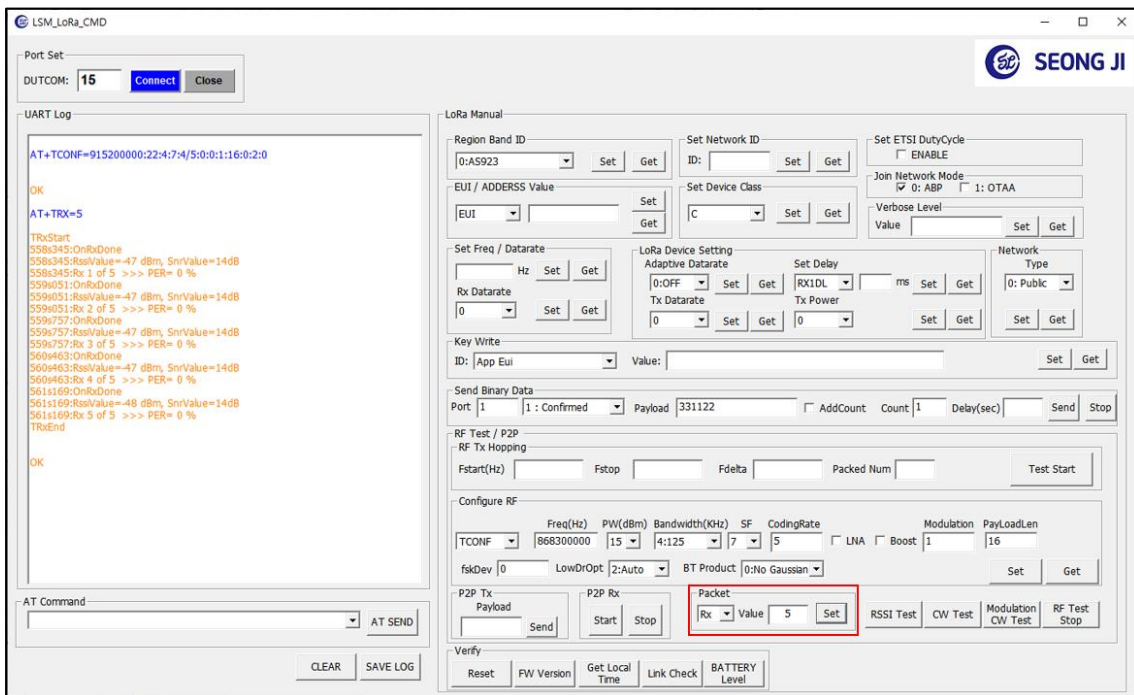 LSM_LoRa_CMD
SEONG JI
Port Set
DUTCOM: 15 Connect Close
UART Log
AT+TCONF=915200000:22:4:7:4/5:0:0:1:16:0:2:0
OK
AT+TRX=5
TRxStart
558s345:OnRxDone
558s345:RssiValue=-47 dBm, SnrValue=14dB
558s345:Rx 1 of 5 >>> PER= 0 %
559s051:OnRxDone
559s051:RssiValue=-47 dBm, SnrValue=14dB
559s051:Rx 2 of 5 >>> PER= 0 %
559s757:OnRxDone
559s757:RssiValue=-47 dBm, SnrValue=14dB
559s757:Rx 3 of 5 >>> PER= 0 %
560s463:OnRxDone
560s463:RssiValue=-47 dBm, SnrValue=14dB
560s463:Rx 4 of 5 >>> PER= 0 %
561s169:OnRxDone
561s169:RssiValue=-48 dBm, SnrValue=14dB
561s169:Rx 5 of 5 >>> PER= 0 %
TRxEnd
OK
AT Command
AT SEND
CLEAR SAVE LOG
LoRa Manual
Region Band ID
0:AS923 Set Get
Set Network ID
ID: Set Get
Set ETSI DutyCycle
ENABLE
Join Network Mode
0: ABP 1: OTAA
EUI / ADDERSS Value
EUI Set Get
Set Device Class
C Set Get
Verbose Level
Value Set Get
Set Freq / Datarate
Hz Set Get
Rx Datarate
0 Set Get
LoRa Device Setting
Adaptive Datarate Set Delay
0:OFF Set Get RX1DL ms Set Get
Tx Datarate Tx Power
0 Set Get 0 Set Get
Network
Type
0: Public
Set Get
Key Write
ID: App Eui Value: Set Get
Send Binary Data
Port 1 1 : Confirmed Payload 331122 AddCount Count 1 Delay(sec) Send Stop
RF Test / P2P
RF Tx Hopping
Fstart(Hz) Fstop Fdelta Packed Num Test Start
Configure RF
Freq(Hz) PW(dBm) Bandwidth(KHz) SF CodingRate Modulation PayLoadLen
TCONF 868300000 15 4:125 7 5 LNA Boost 1 16
fskDev 0 LowDrOpt 2:Auto BT Product 0:No Gaussian Set Get
P2P Tx
Payload
Send
P2P Rx
Start Stop
Packet
Rx Value 5 Set
RSSI Test CW Test Modulation CW Test RF Test Stop
Verify
Reset FW Version Get Local Time Link Check BATTERY Level